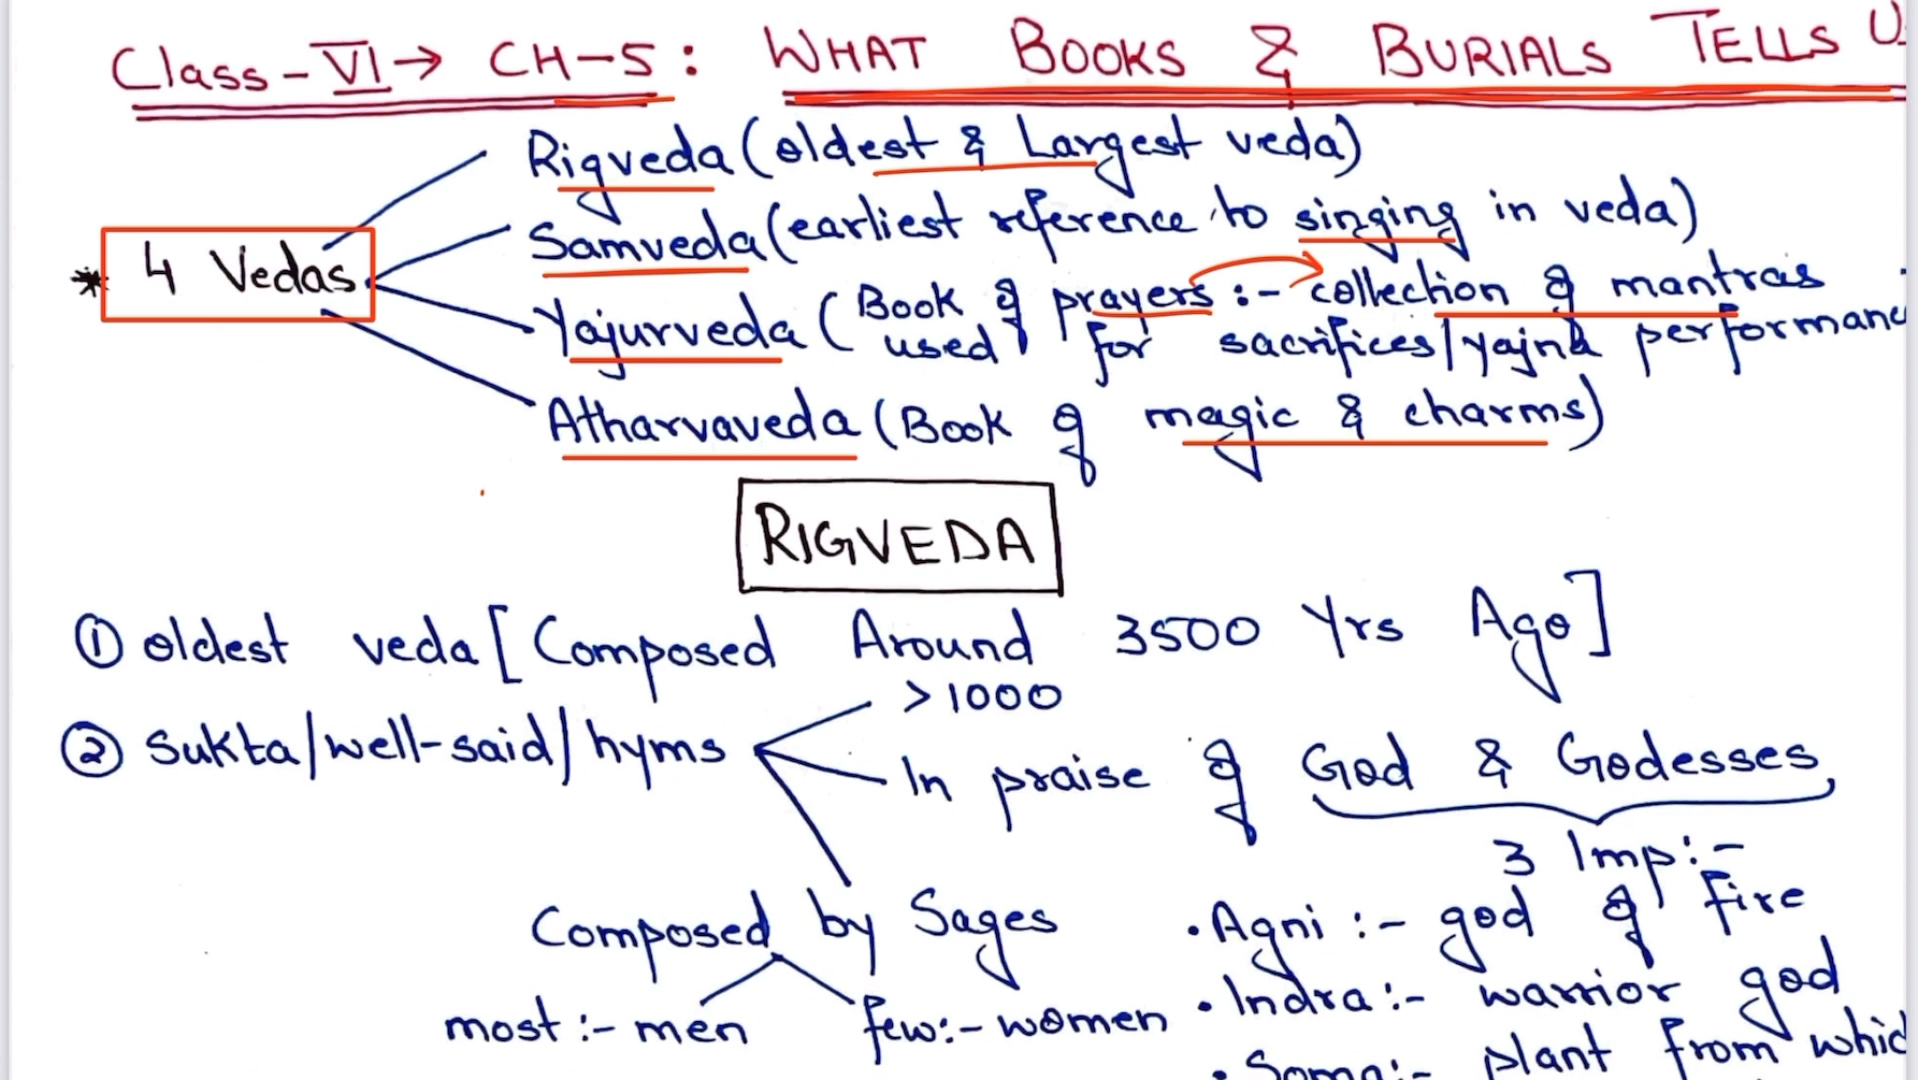 Class-VI → CH-5: WHAT BOOKS & BURIALS TELLS U
Rigveda (oldest & Largest veda)
Samveda (earliest reference to singing in veda)
* 4 Vedas
Yajurveda (Book of prayers :- collection of mantras
used for sacrifices/yajna performanc
Atharvaveda (Book of magic & charms)
RIGVEDA
① oldest veda [Composed Around 3500 Yrs Ago]
>1000
② Sukta/well-said/hyms
In praise of God & Godesses
3 Imp:-
Composed by Sages
• Agni :- god of fire
most :- men few:- women
• Indra :- warrior god
• Soma:- plant from whic